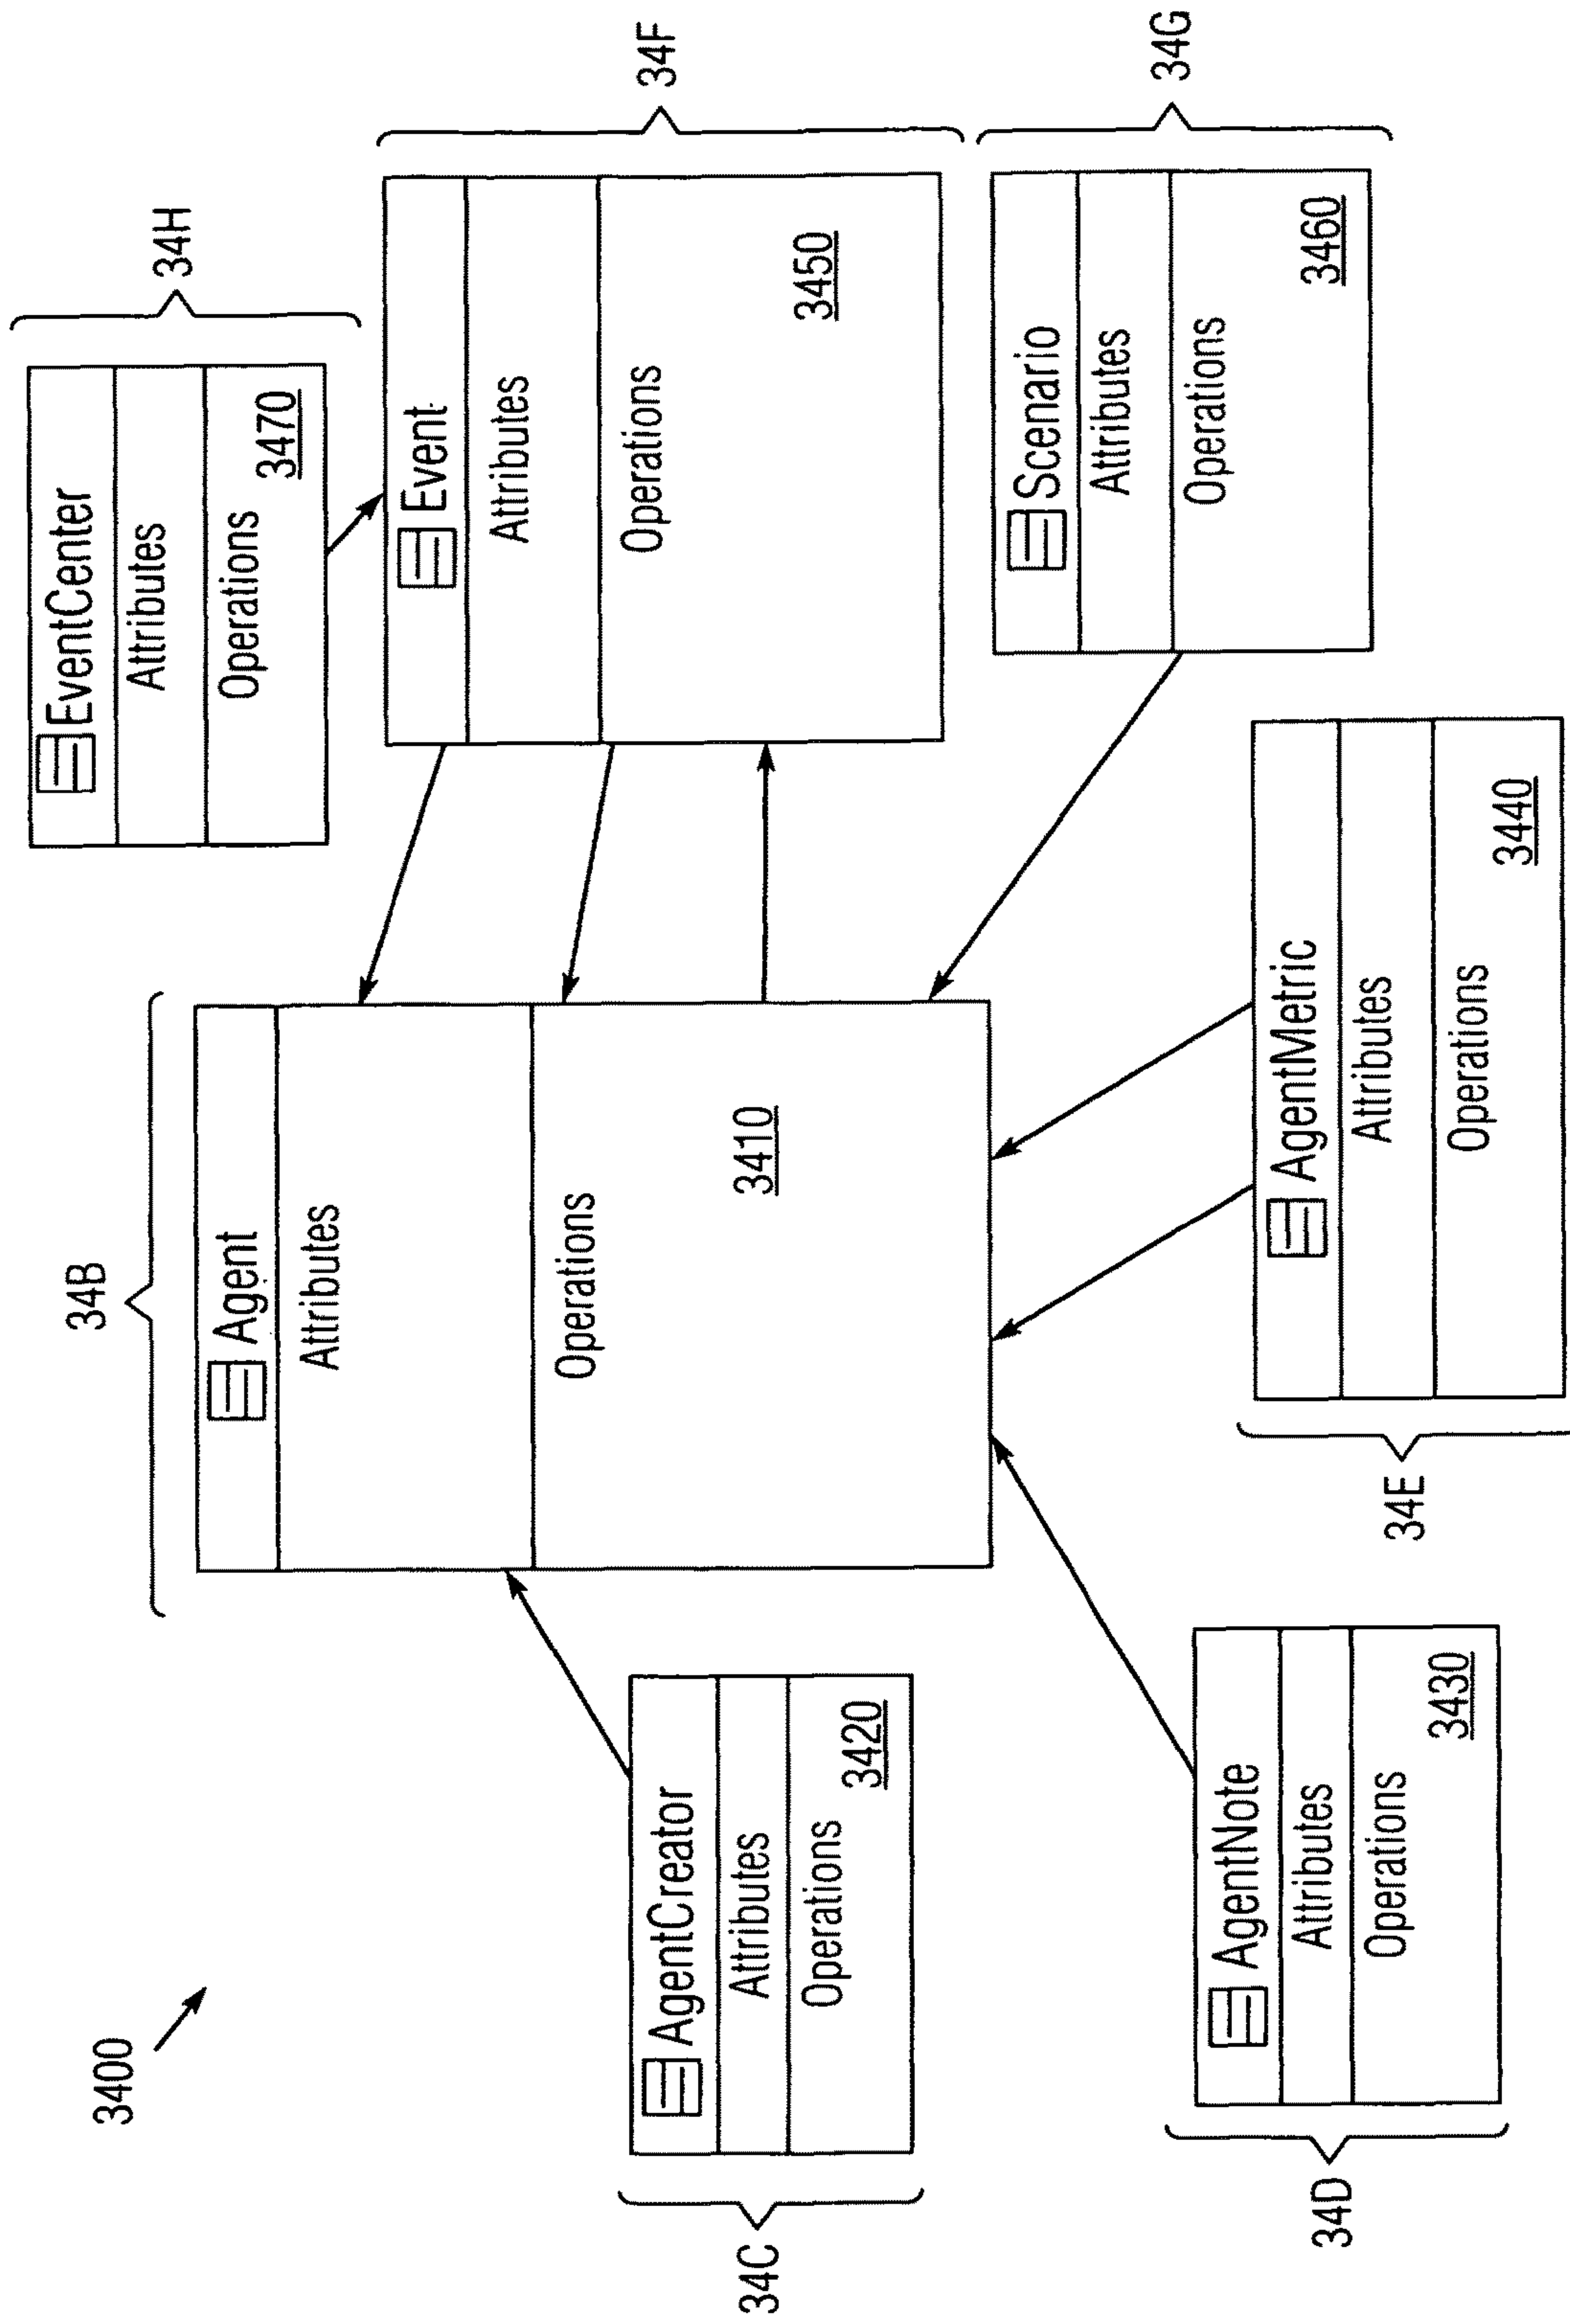 3400
34B
Agent
Attributes
Operations
3410
34H
EventCenter
Attributes
Operations
3470
34F
Event
Attributes
Operations
3450
34C
AgentCreator
Attributes
Operations
3420
34G
Scenario
Attributes
Operations
3460
34D
AgentNote
Attributes
Operations
3430
34E
AgentMetric
Attributes
Operations
3440